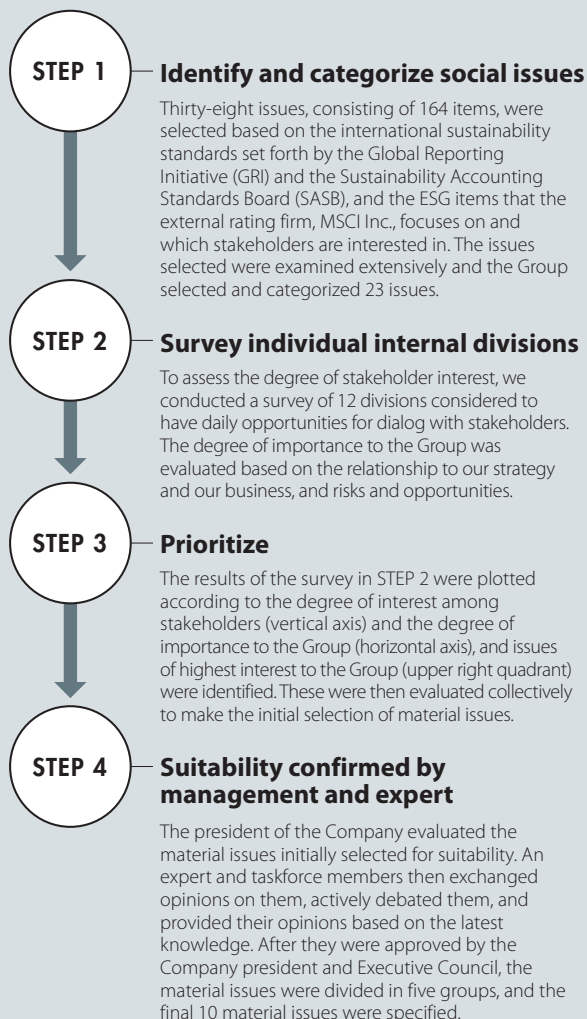 STEP 1
Identify and categorize social issues
Thirty-eight issues, consisting of 164 items, were
selected based on the international sustainability
standards set forth by the Global Reporting
Initiative (GRI) and the Sustainability Accounting
Standards Board (SASB), and the ESG items that the
external rating firm, MSCI Inc., focuses on and
which stakeholders are interested in. The issues
selected were examined extensively and the Group
selected and categorized 23 issues.
STEP 2
Survey individual internal divisions
To assess the degree of stakeholder interest, we
conducted a survey of 12 divisions considered to
have daily opportunities for dialog with stakeholders.
The degree of importance to the Group was
evaluated based on the relationship to our strategy
and our business, and risks and opportunities.
STEP 3
Prioritize
The results of the survey in STEP 2 were plotted
according to the degree of interest among
stakeholders (vertical axis) and the degree of
importance to the Group (horizontal axis), and issues
of highest interest to the Group (upper right quadrant)
were identified. These were then evaluated collectively
to make the initial selection of material issues.
STEP 4
Suitability confirmed by
management and expert
The president of the Company evaluated the
material issues initially selected for suitability. An
expert and taskforce members then exchanged
opinions on them, actively debated them, and
provided their opinions based on the latest
knowledge. After they were approved by the
Company president and Executive Council, the
material issues were divided in five groups, and the
final 10 material issues were specified.